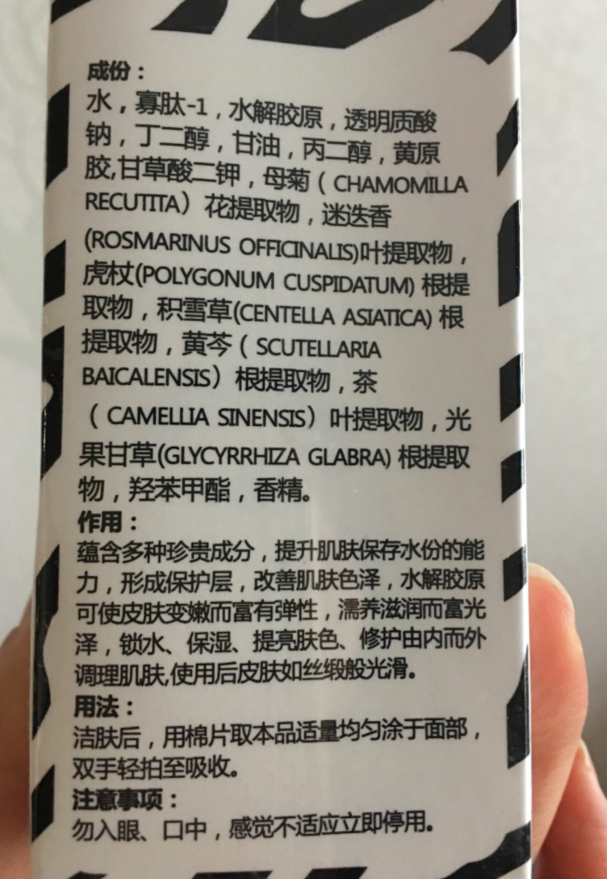 成份：
水，寡肽-1，水解胶原，透明质酸
钠，丁二醇，甘油，丙二醇，黄原
胶,甘草酸二钾，母菊（CHAMOMILLA
RECUTITA）花提取物，迷迭香
(ROSMARINUS OFFICINALIS)叶提取物，
虎杖(POLYGONUM CUSPIDATUM) 根提
取物，积雪草(CENTELLA ASIATICA) 根
提取物，黄芩（SCUTELLARIA
BAICALENSIS）根提取物，茶
（CAMELLIA SINENSIS）叶提取物，光
果甘草(GLYCYRRHIZA GLABRA) 根提取
物，羟苯甲酯，香精。
作用：
蕴含多种珍贵成分，提升肌肤保存水份的能
力，形成保护层，改善肌肤色泽，水解胶原
可使皮肤变嫩而富有弹性，濡养滋润而富光
泽，锁水、保湿、提亮肤色、修护由内而外
调理肌肤,使用后皮肤如丝缎般光滑。
用法：
洁肤后，用棉片取本品适量均匀涂于面部，
双手轻拍至吸收。
注意事项：
勿入眼、口中，感觉不适应立即停用。